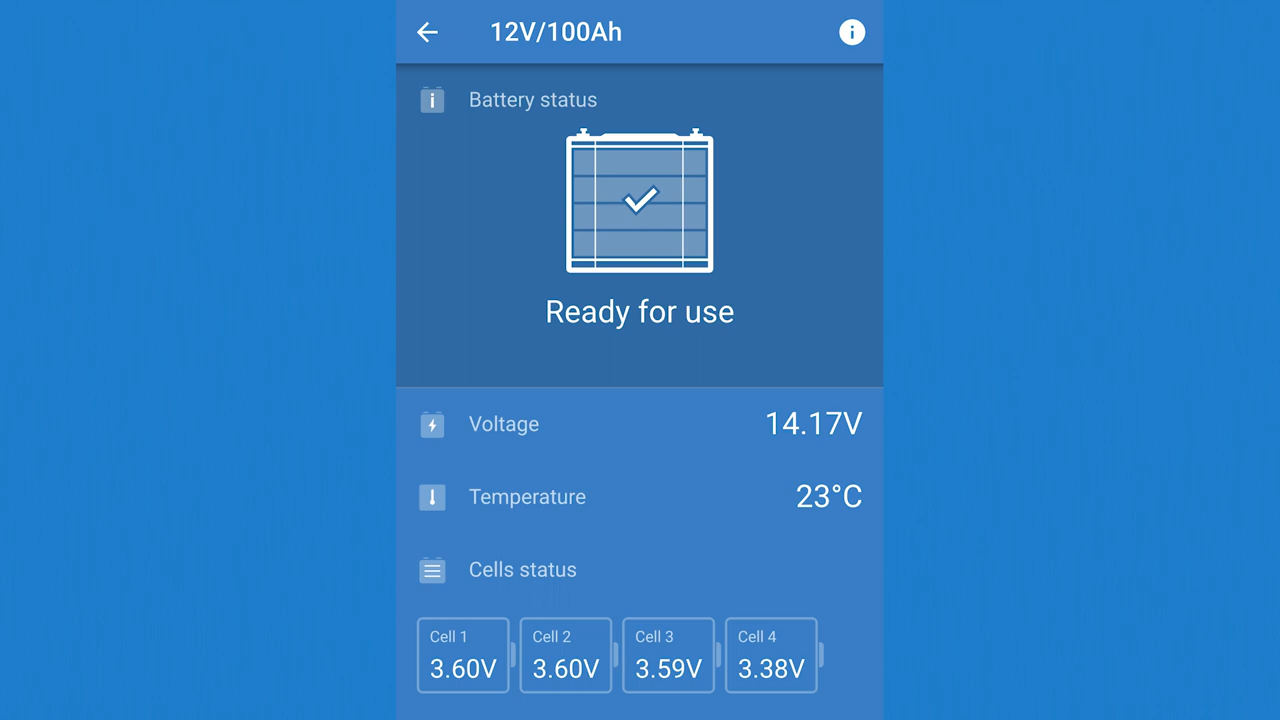 12V/100Ah
Battery status
Ready for use
Voltage 14.17V
Temperature 23°C
Cells status
Cell 1 Cell 2 Cell 3 Cell 4
3.60V 3.60V 3.59V 3.38V